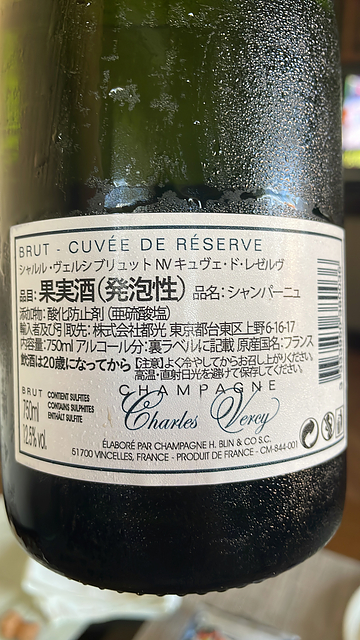 BRUT - CUVÉE DE RÉSERVE
シャルル・ヴェルシ ブリュット NV キュヴェ・ド・レゼルヴ
品目:果実酒(発泡性) 品名:シャンパーニュ
添加物:酸化防止剤(亜硫酸塩)
輸入者及び引取先:株式会社都光 東京都台東区上野6-16-17
内容量:750ml アルコール分:裏ラベルに記載 原産国名:フランス
飲酒は20歳になってから 【注意】よく冷やしてからお召し上がりください。
高温・直射日光を避けて保存してください。
CHAMPAGNE
BRUT
750ml
12.5% vol.
CONTENT SULFITES
CONTAINS SULPHITES
ENTHÄLT SULFITE
Charles Vercy
ÉLABORÉ PAR CHAMPAGNE H. BLIN & CO S.C.
51700 VINCELLES, FRANCE - PRODUIT DE FRANCE - CM-844-001